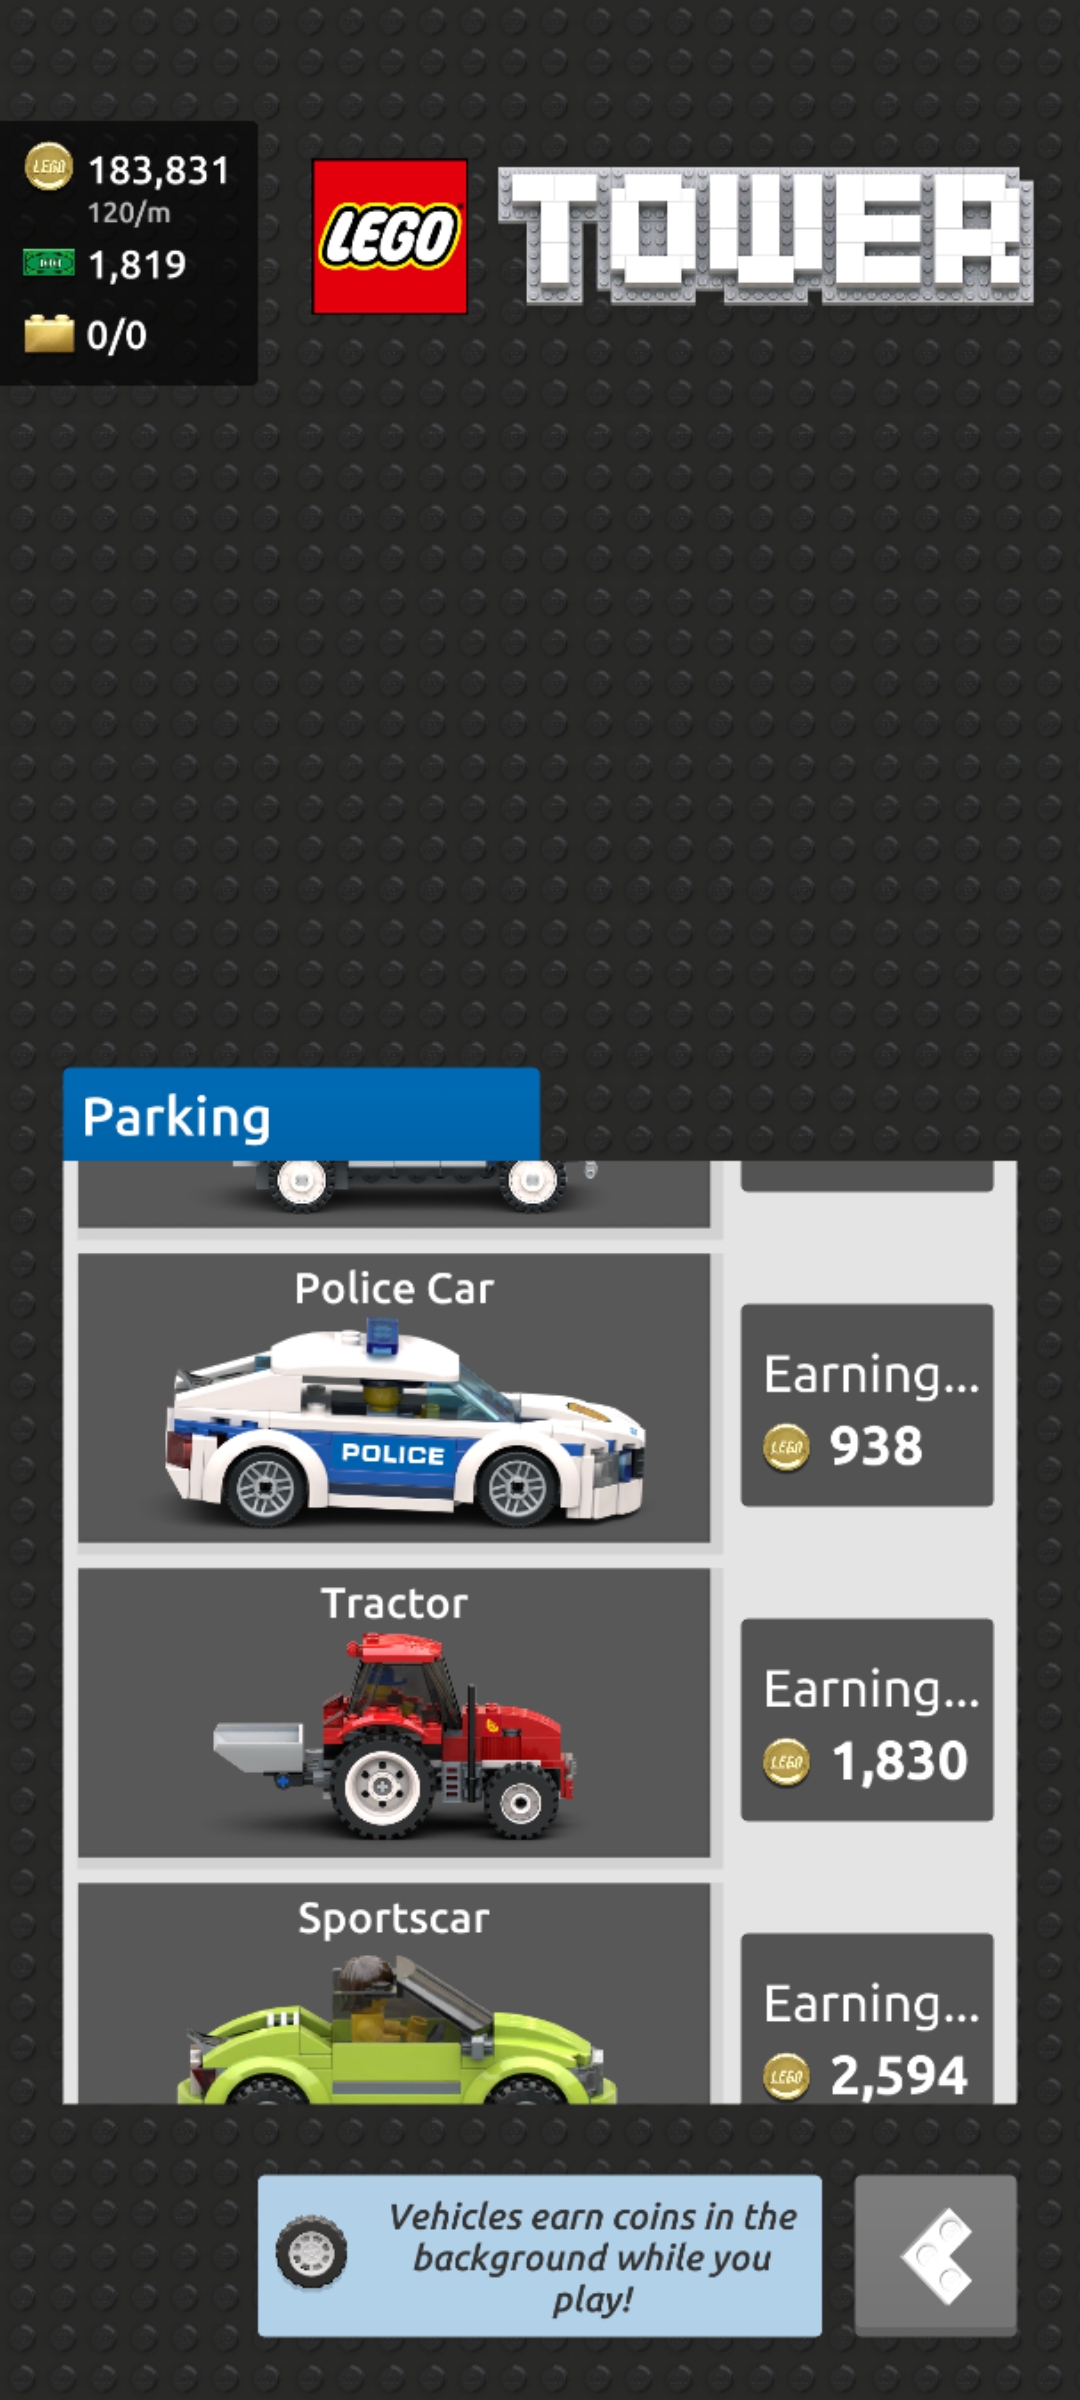 183,831
120/m
1,819
0/0
LEGO TOWER
Parking
Police Car
POLICE
Earning...
938
Tractor
Earning...
1,830
Sportscar
Earning...
2,594
Vehicles earn coins in the
background while you
play!